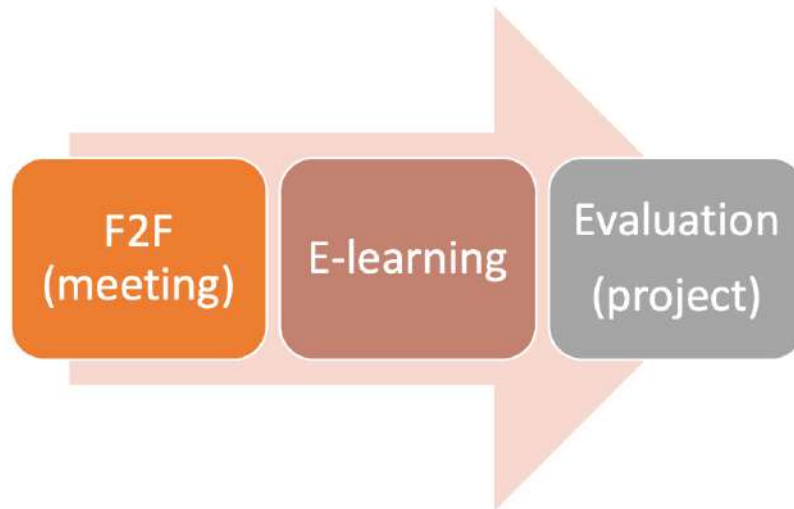 F2F
(meeting)
E-learning
Evaluation
(project)